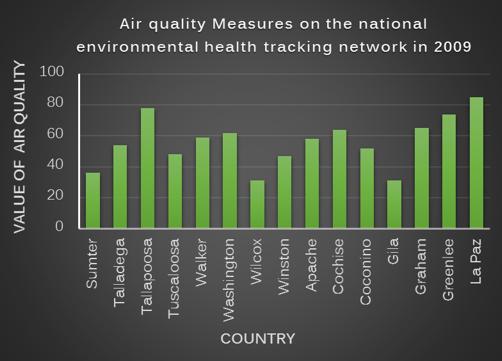 Air quality Measures on the national
environmental health tracking network in 2009
VALUE OF AIR QUALITY
100
80
60
40
20
0
Sumter
Talladega
Tallapoosa
Tuscaloosa
Walker
Washington
Wilcox
Winston
Apache
Cochise
Coconino
Gila
Graham
Greenlee
La Paz
COUNTRY